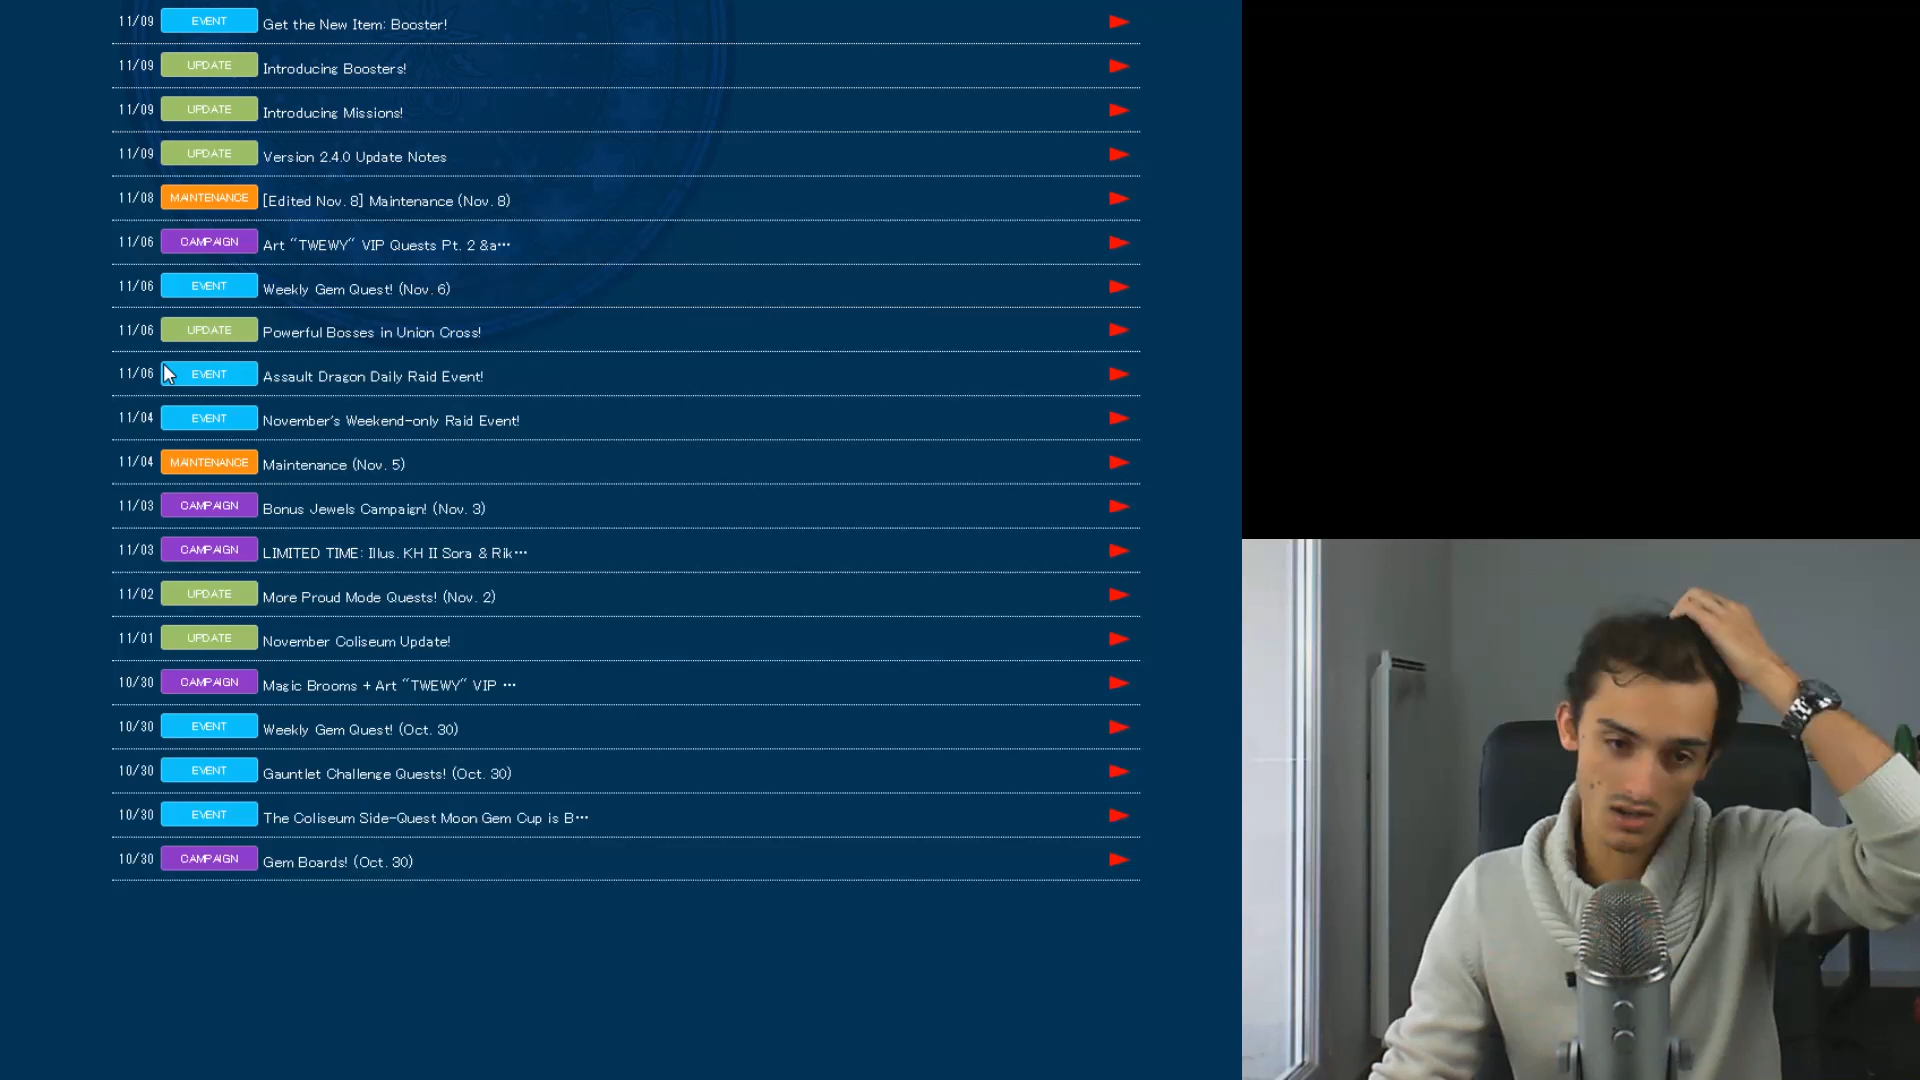 11/09 EVENT Get the New Item: Booster!
11/09 UPDATE Introducing Boosters!
11/09 UPDATE Introducing Missions!
11/09 UPDATE Version 2.4.0 Update Notes
11/08 MAINTENANCE [Edited Nov. 8] Maintenance (Nov. 8)
11/06 CAMPAIGN Art "TWEWY" VIP Quests Pt. 2 &a…
11/06 EVENT Weekly Gem Quest! (Nov. 6)
11/06 UPDATE Powerful Bosses in Union Cross!
11/06 EVENT Assault Dragon Daily Raid Event!
11/04 EVENT November's Weekend-only Raid Event!
11/04 MAINTENANCE Maintenance (Nov. 5)
11/03 CAMPAIGN Bonus Jewels Campaign! (Nov. 3)
11/03 CAMPAIGN LIMITED TIME: Illus. KH II Sora & Rik…
11/02 UPDATE More Proud Mode Quests! (Nov. 2)
11/01 UPDATE November Coliseum Update!
10/30 CAMPAIGN Magic Brooms + Art "TWEWY" VIP …
10/30 EVENT Weekly Gem Quest! (Oct. 30)
10/30 EVENT Gauntlet Challenge Quests! (Oct. 30)
10/30 EVENT The Coliseum Side-Quest Moon Gem Cup is B…
10/30 CAMPAIGN Gem Boards! (Oct. 30)